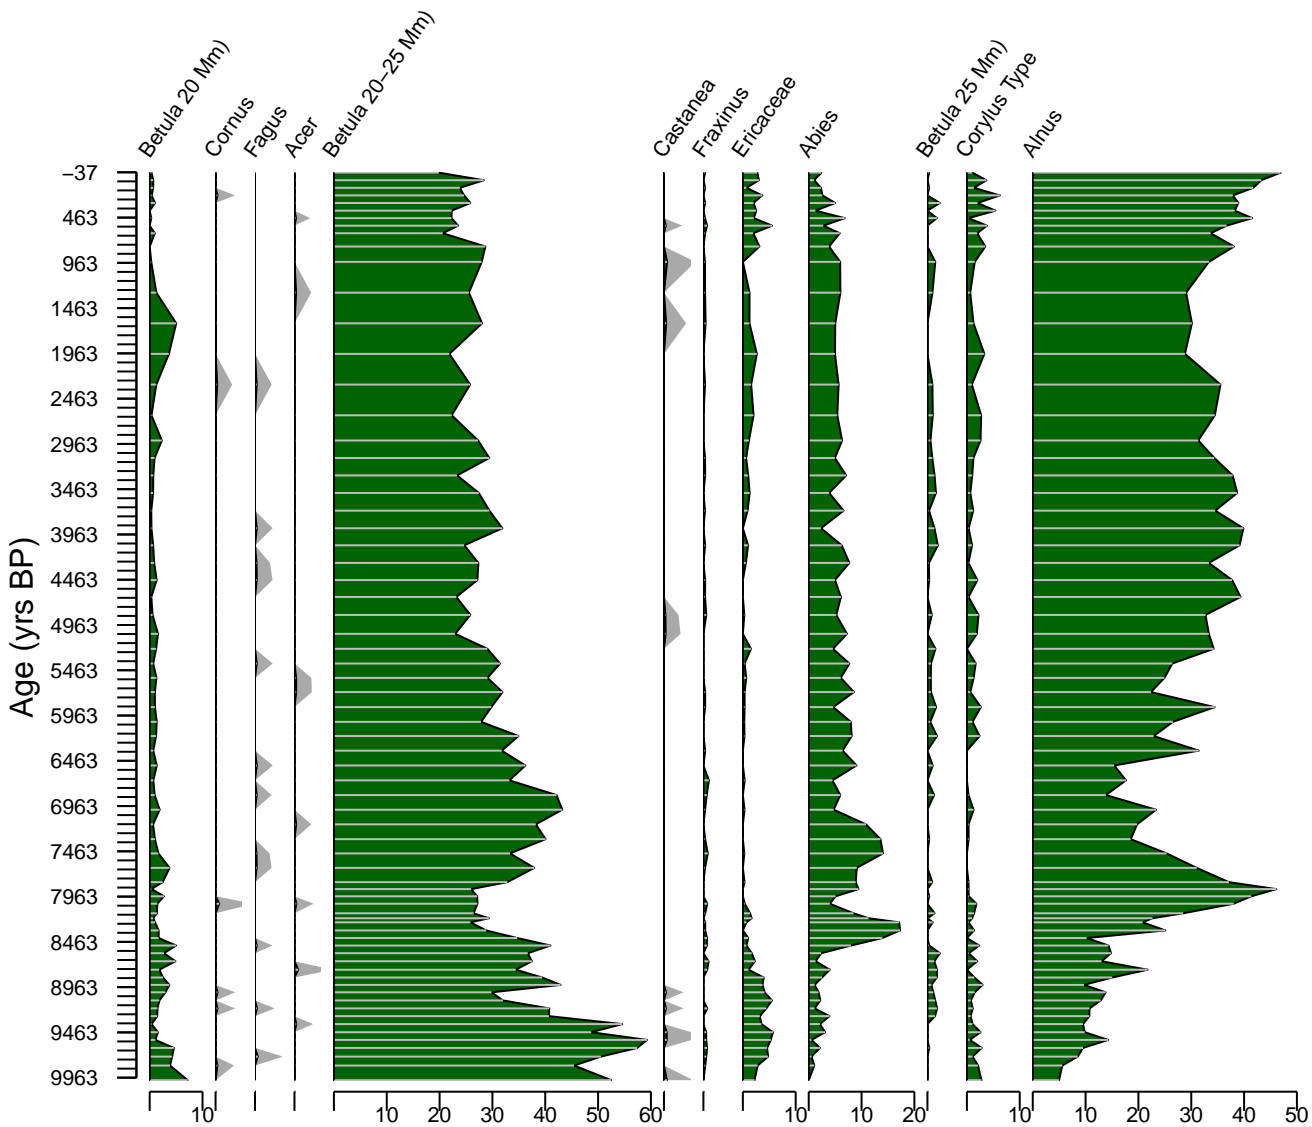 Betula 20 Mm)
Cornus
Fagus
Acer
Betula 20−25 Mm)
Castanea
Fraxinus
Ericaceae
Abies
Betula 25 Mm)
Corylus Type
Alnus
Age (yrs BP)
−37
463
963
1463
1963
2463
2963
3463
3963
4463
4963
5463
5963
6463
6963
7463
7963
8463
8963
9463
9963
10
10 20 30 40 50 60
10
10 20
10
10 20 30 40 50